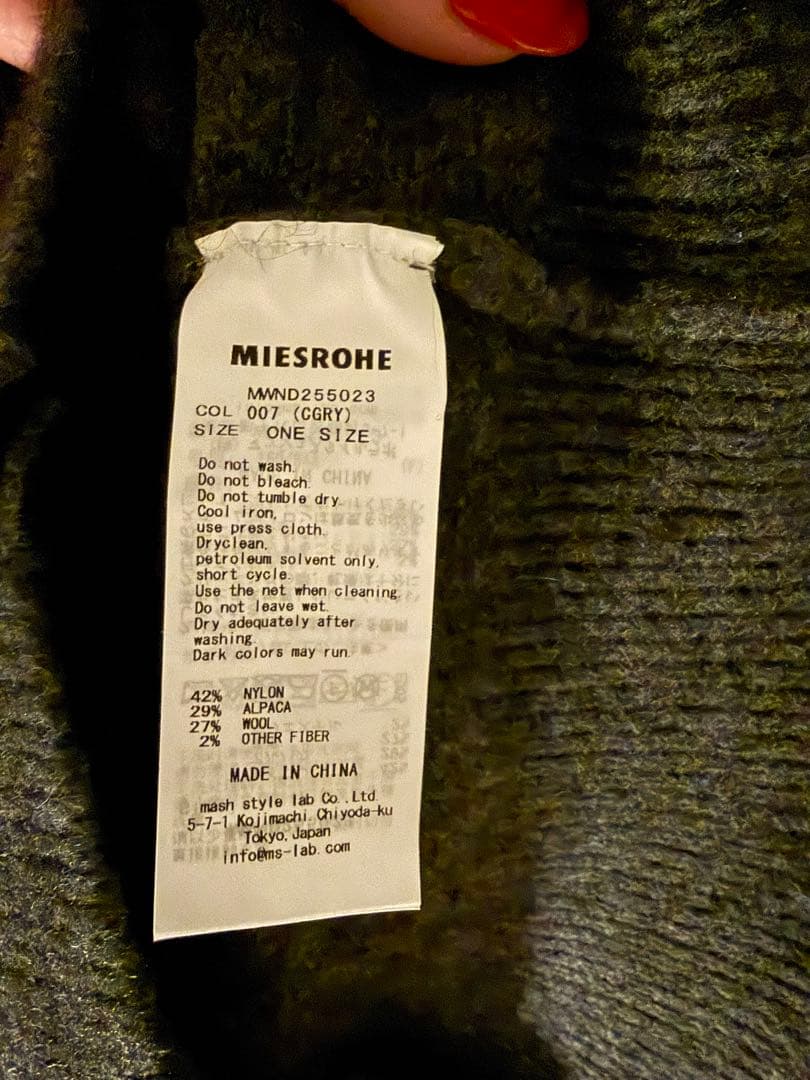 MIESROHE
MWND255023
COL 007 (CGRY)
SIZE ONE SIZE
Do not wash.
Do not bleach.
Do not tumble dry.
Cool iron,
use press cloth.
Dryclean,
petroleum solvent only,
short cycle.
Use the net when cleaning.
Do not leave wet.
Dry adequately after
washing.
Dark colors may run.
42% NYLON
29% ALPACA
27% WOOL
2% OTHER FIBER
MADE IN CHINA
mash style lab Co.,Ltd.
5-7-1 Kojimachi, Chiyoda-ku
Tokyo, Japan
info@ms-lab.com